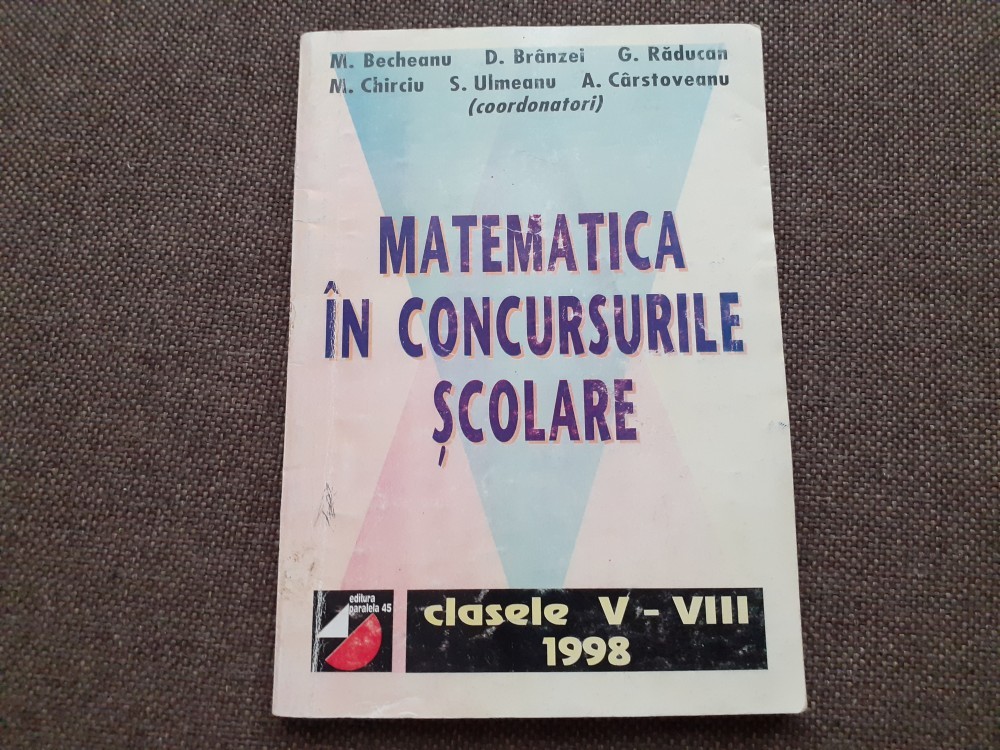 M. Becheanu D. Brânzei G. Răducan
M. Chirciu S. Ulmeanu A. Cârstoveanu
(coordonatori)
MATEMATICA
ÎN CONCURSURILE
ȘCOLARE
editura
paralela 45
clasele V - VIII
1998